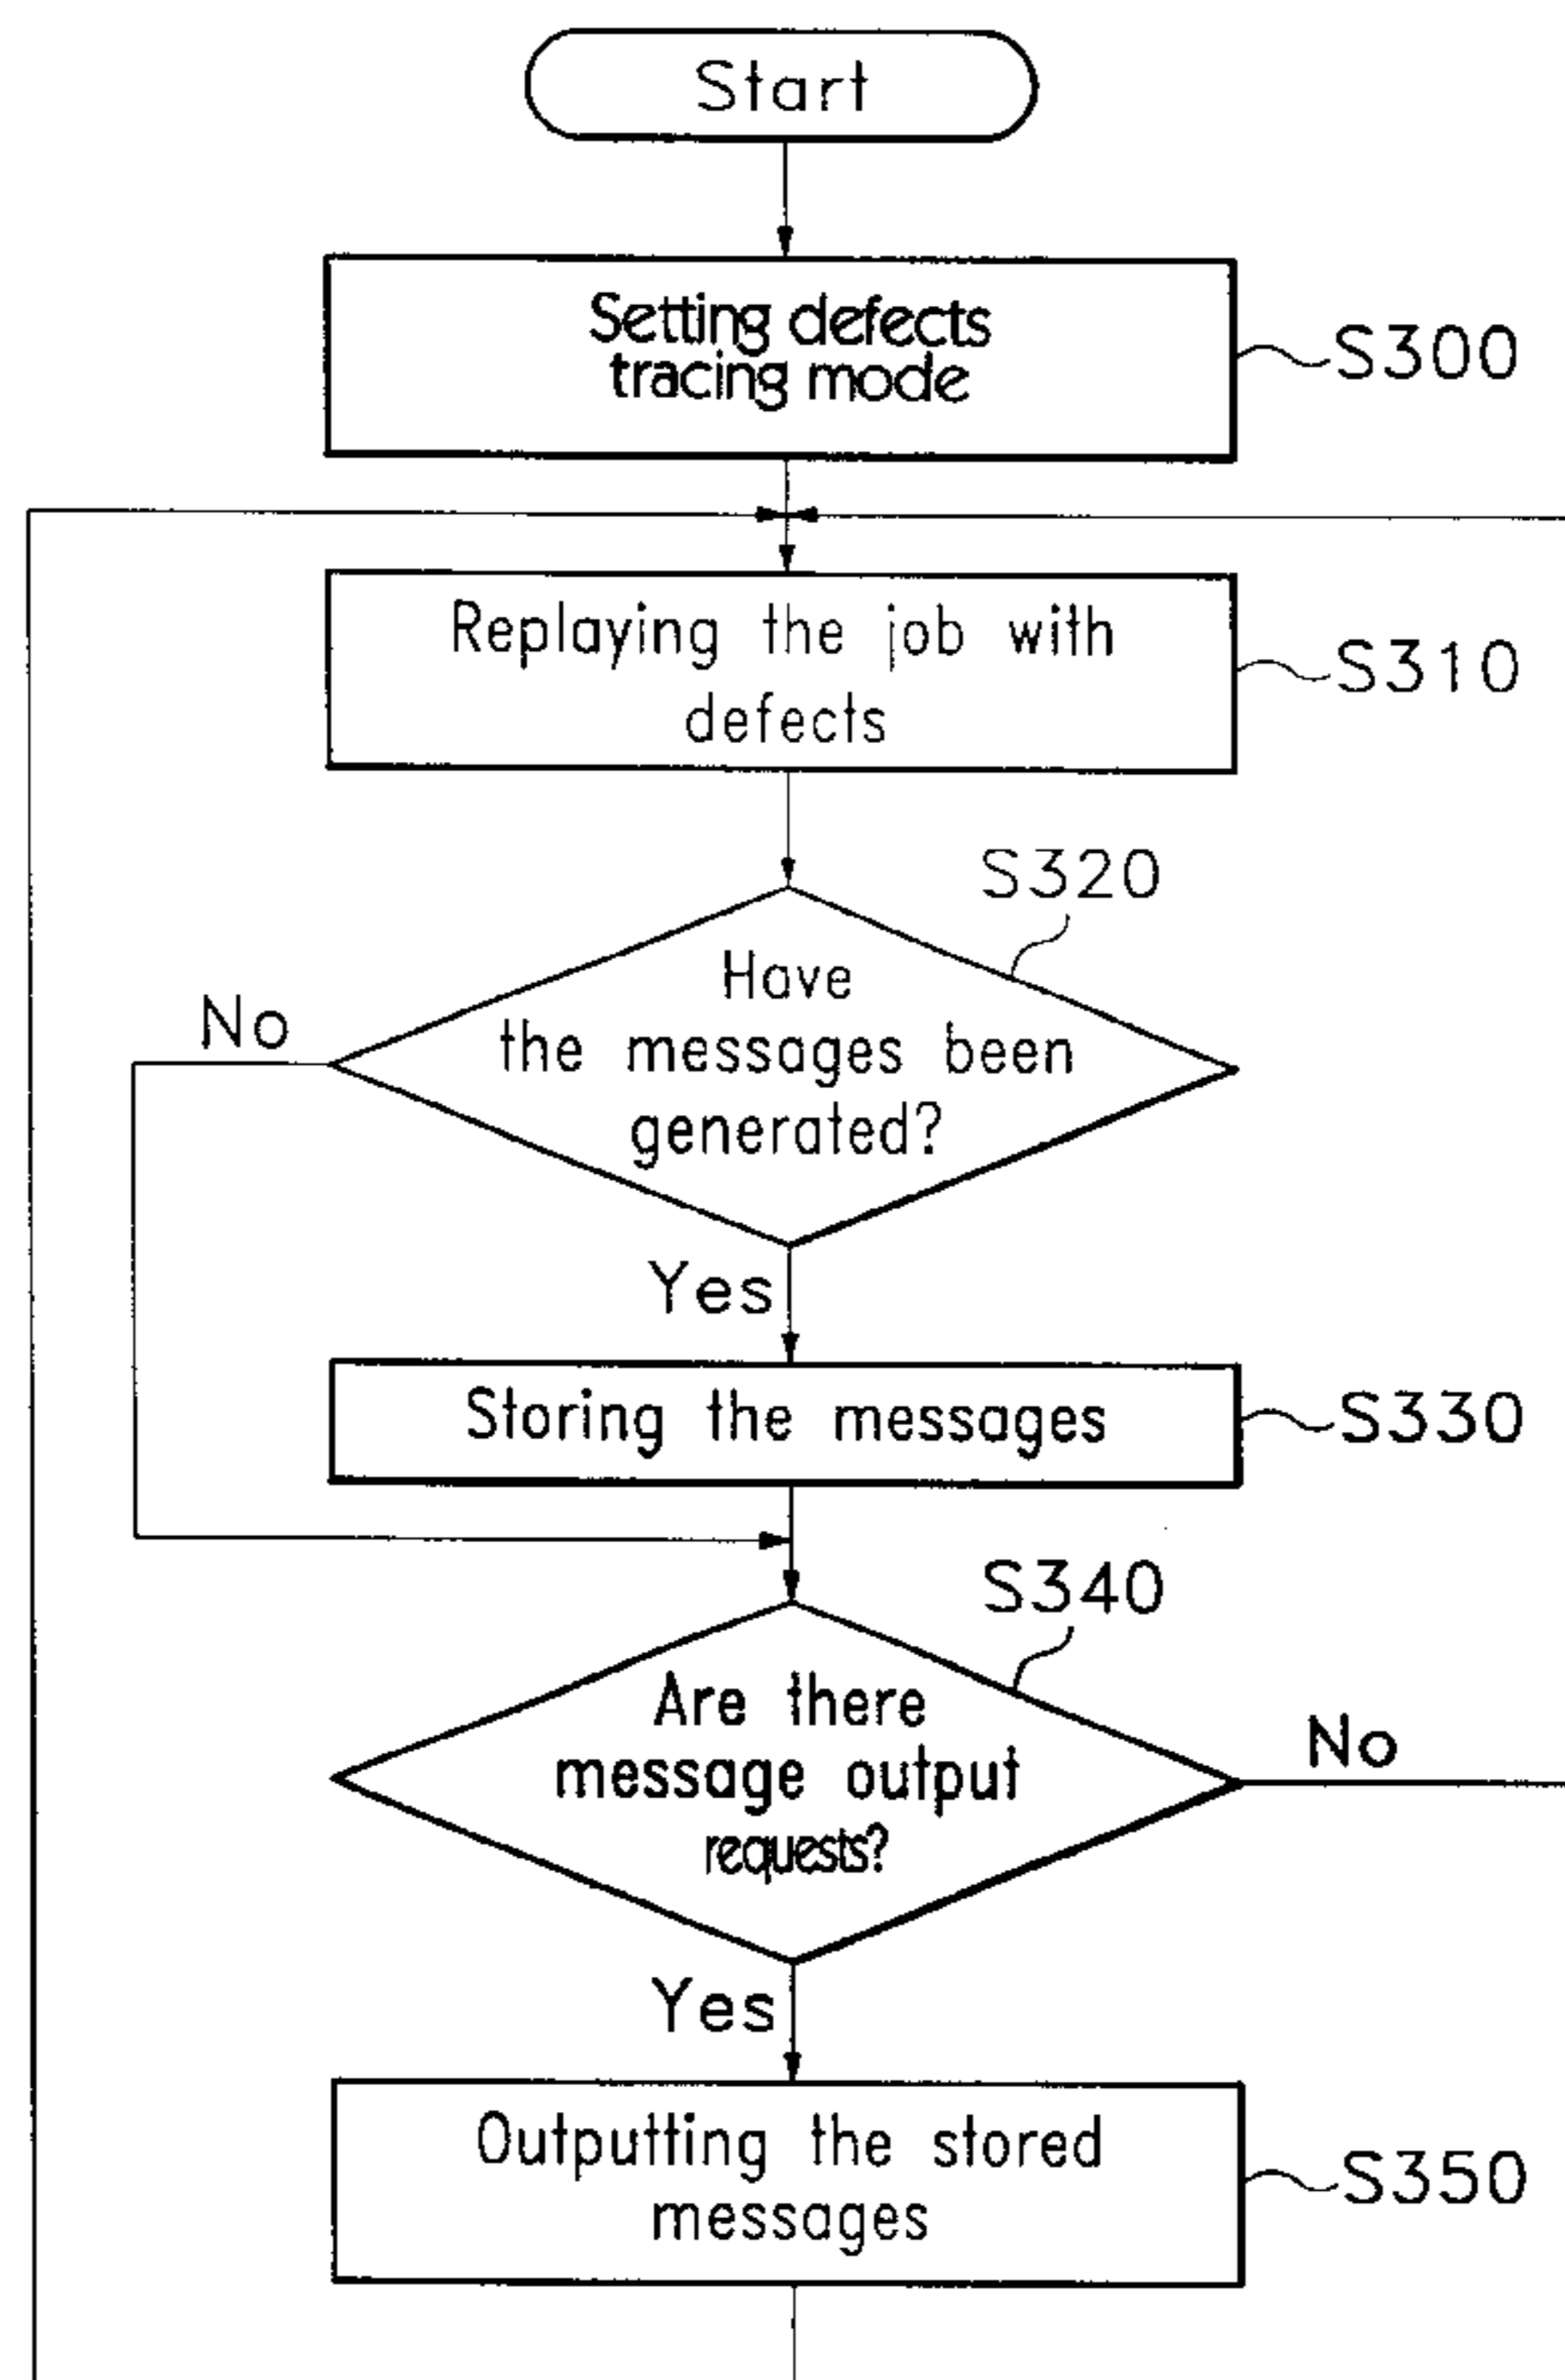 Start
Setting defects
tracing mode
S300
Replaying the job with
defects
S310
S320
Have
the messages been
generated?
No
Yes
Storing the messages
S330
S340
Are there
message output
requests?
No
Yes
Outputting the stored
messages
S350